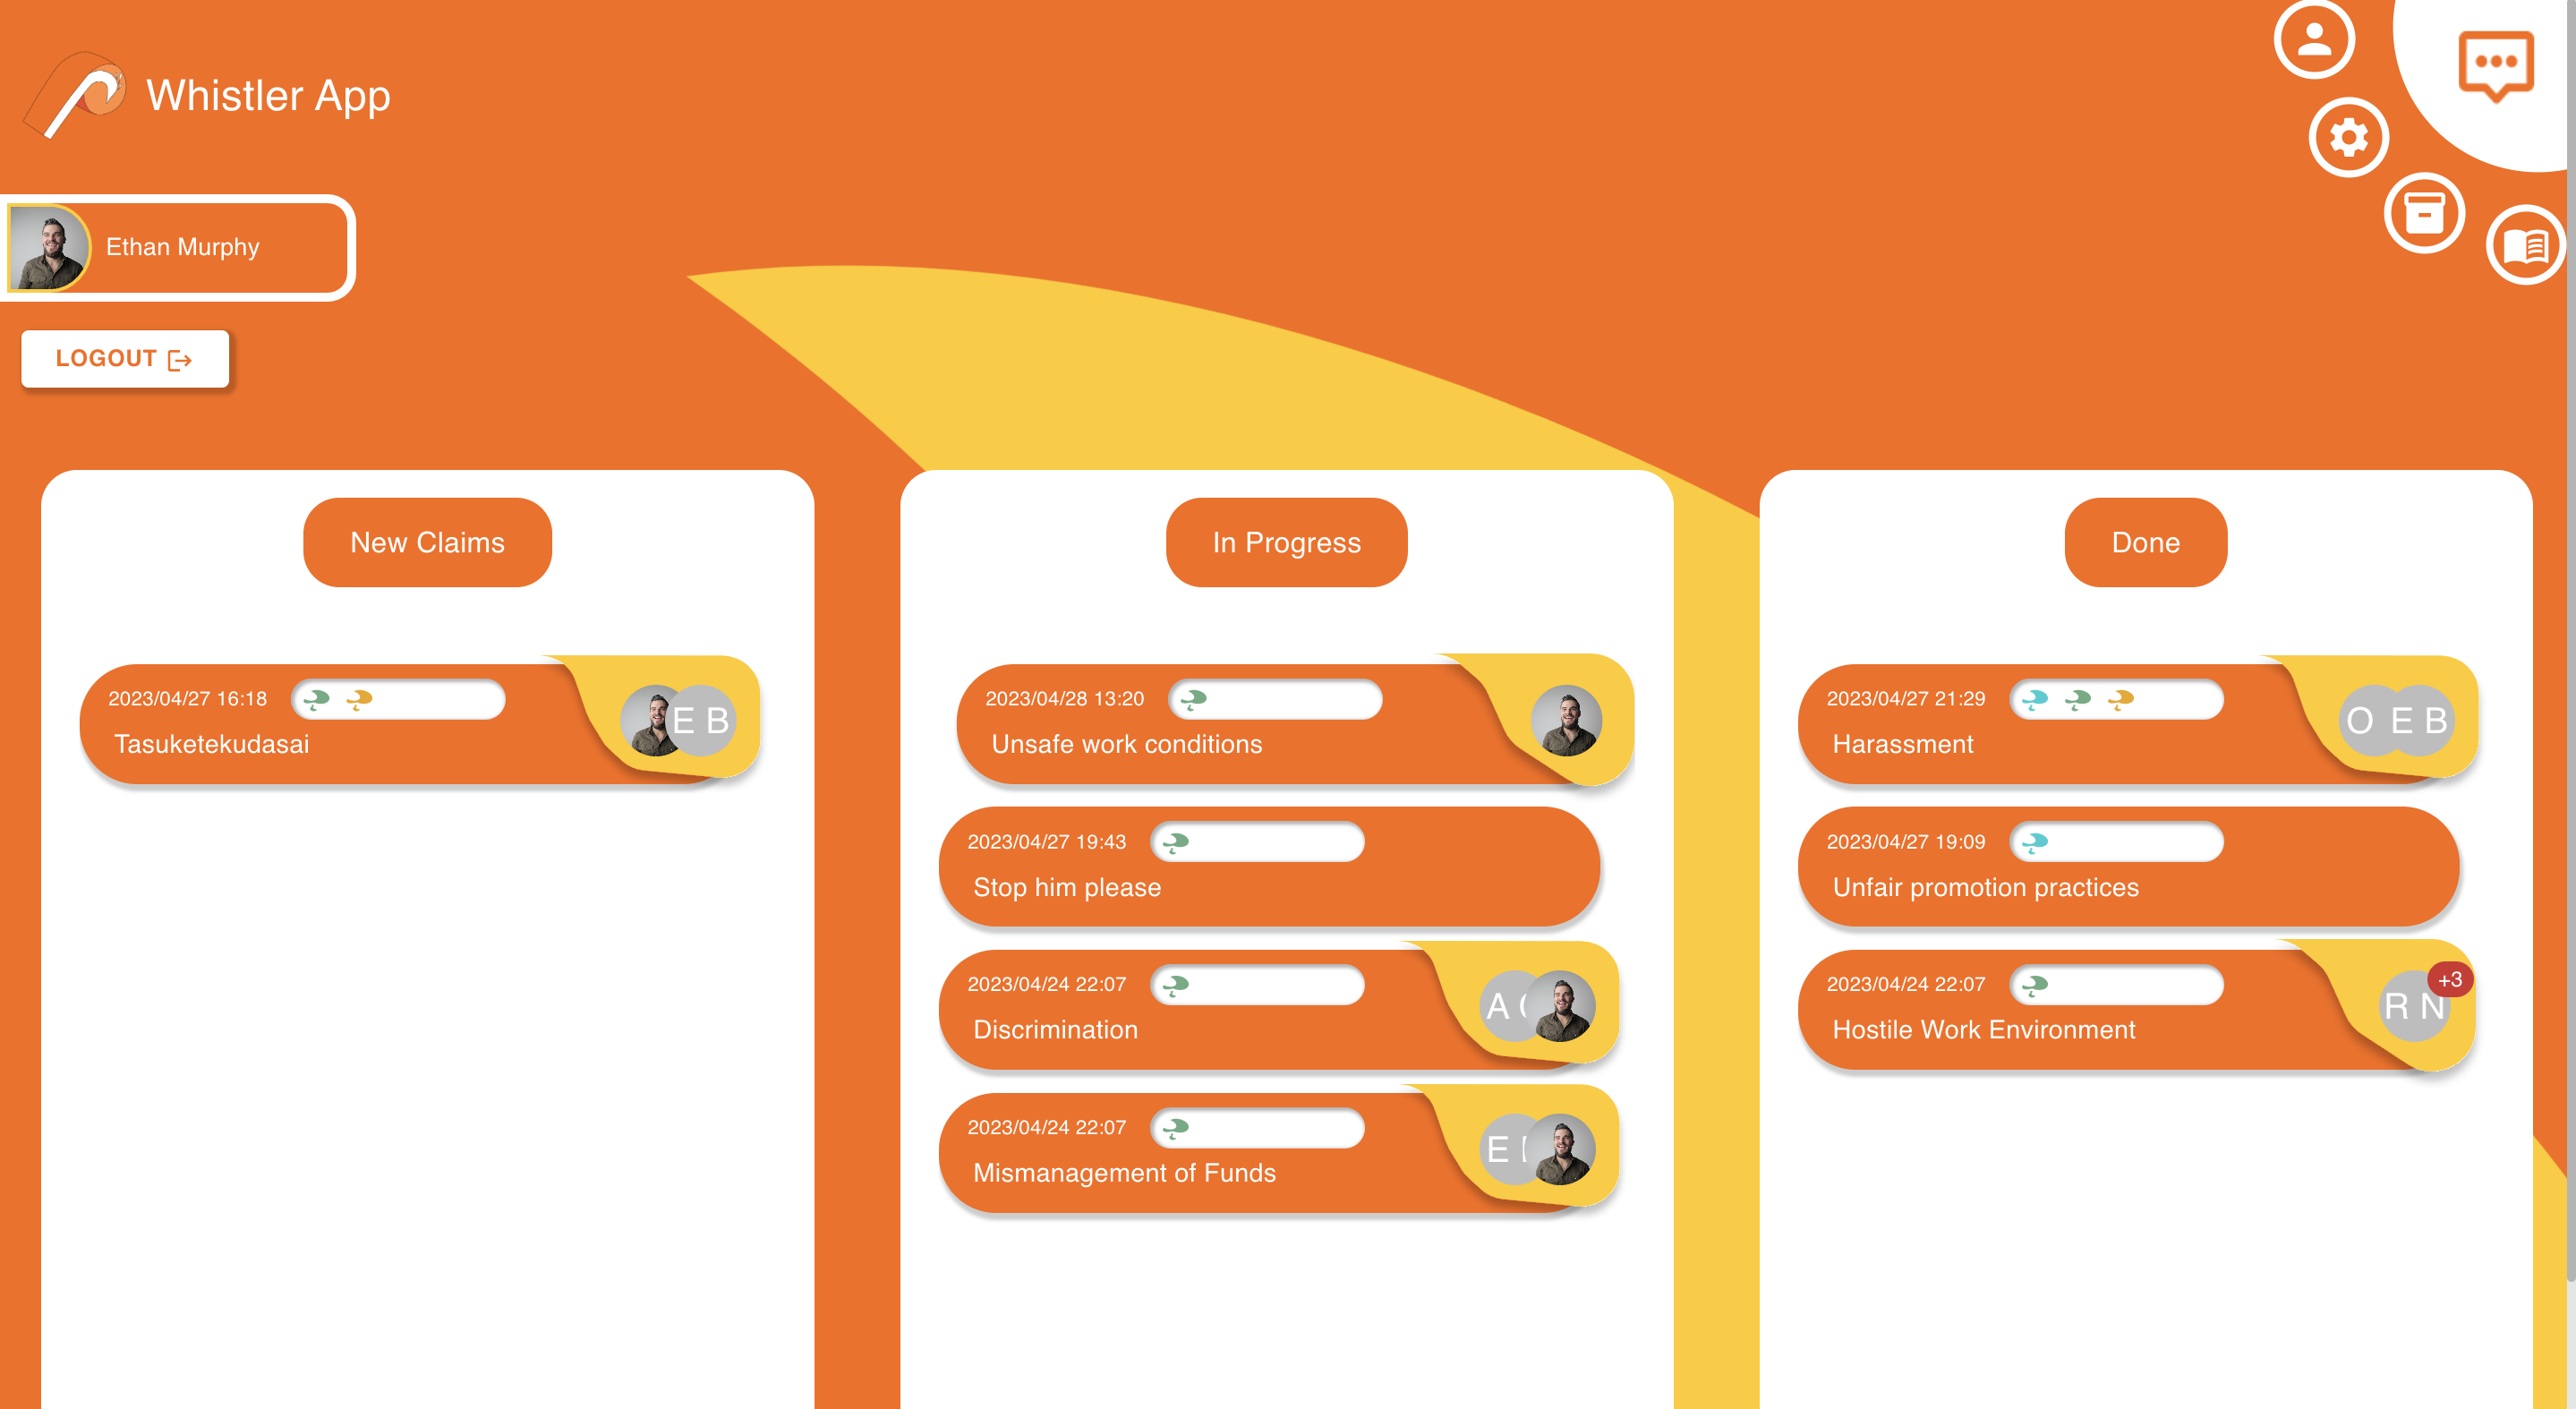 Whistler App
Ethan Murphy
LOGOUT
New Claims
2023/04/27 16:18
E B
Tasuketekudasai
In Progress
2023/04/28 13:20
Unsafe work conditions
2023/04/27 19:43
Stop him please
2023/04/24 22:07
A
Discrimination
2023/04/24 22:07
E
Mismanagement of Funds
Done
2023/04/27 21:29
O E B
Harassment
2023/04/27 19:09
Unfair promotion practices
2023/04/24 22:07
+3
R N
Hostile Work Environment